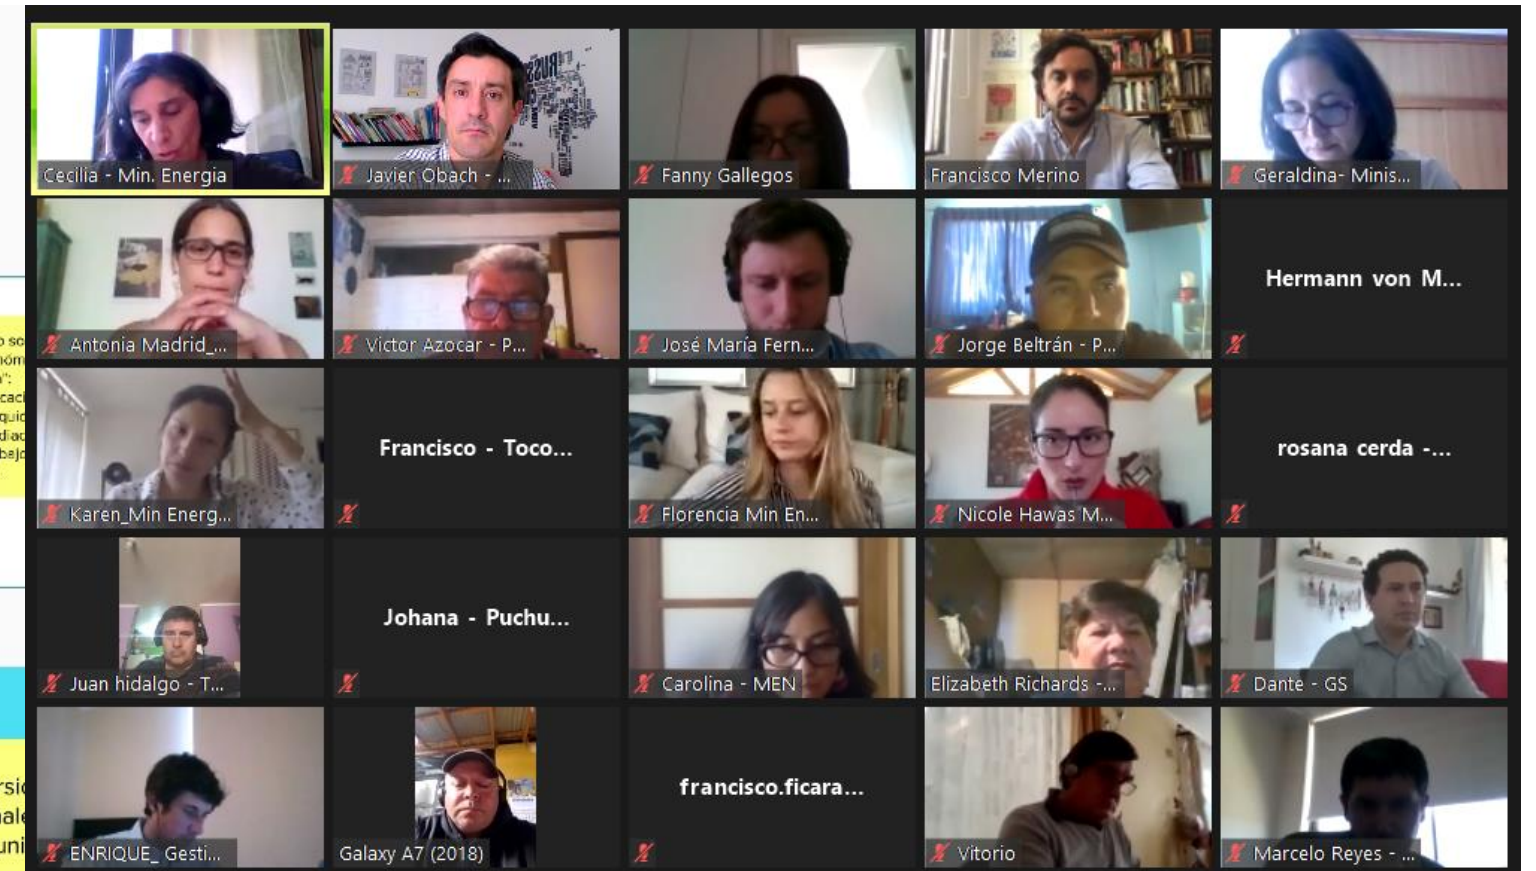 Cecilia - Min. Energia
Javier Obach - ...
Fanny Gallegos
Francisco Merino
Geraldina- Minis...
Antonia Madrid_...
Victor Azocar - P...
José María Fern...
Jorge Beltrán - P...
Hermann von M...
Karen_Min Energ...
Francisco - Toco...
Florencia Min En...
Nicole Hawas M...
rosana cerda -...
Juan hidalgo - T...
Johana - Puchu...
Carolina - MEN
Elizabeth Richards -...
Dante - GS
ENRIQUE_ Gesti...
Galaxy A7 (2018)
francisco.ficara...
Vitorio
Marcelo Reyes - ...